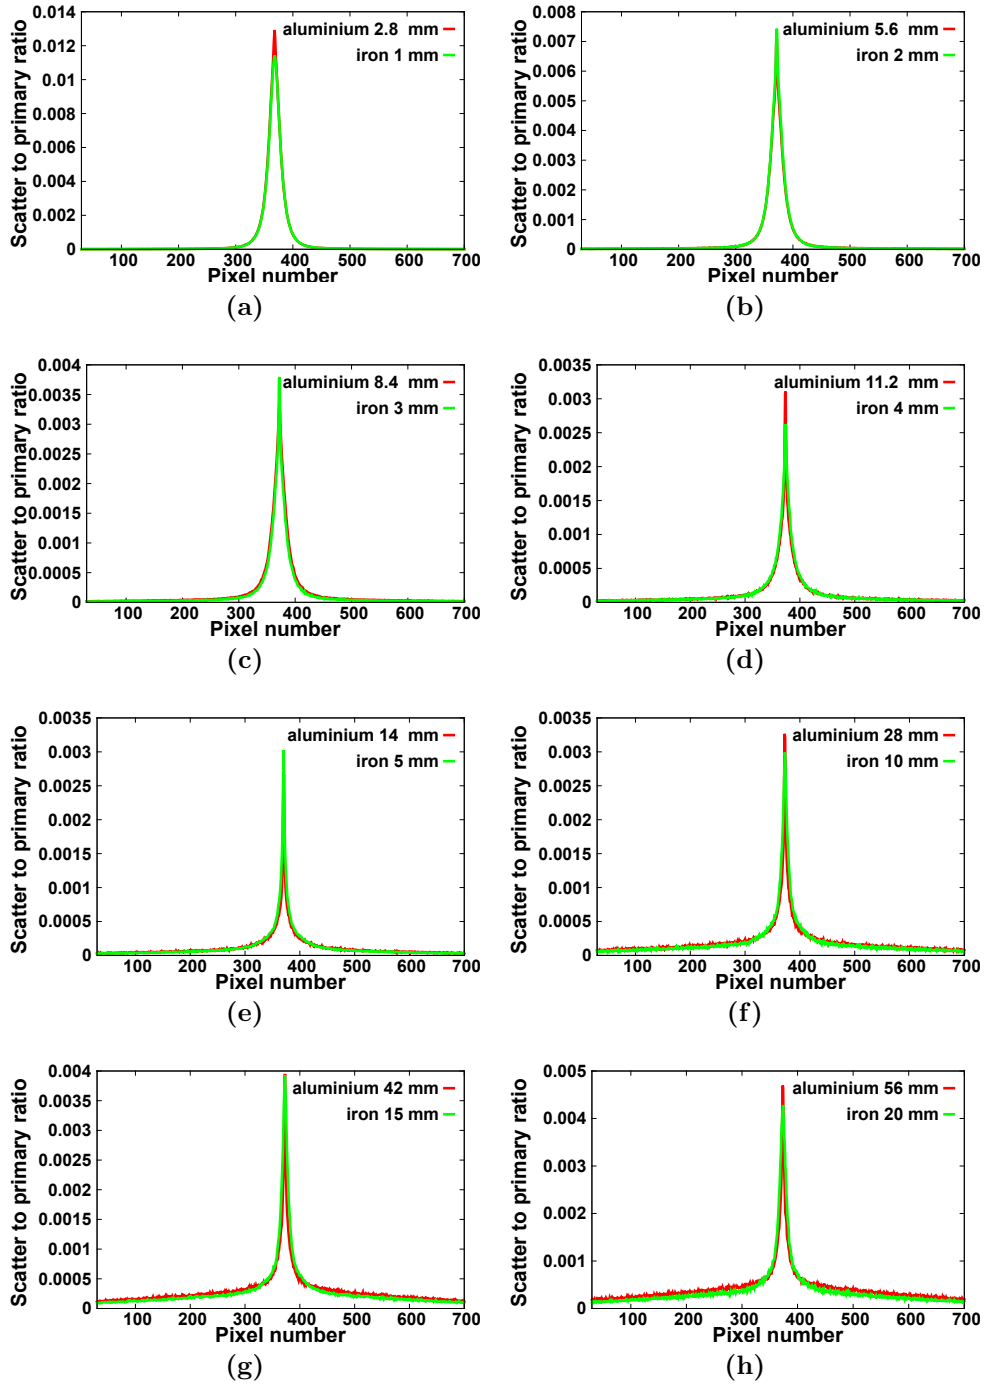 Scatter to primary ratio
0.014
0.012
0.01
0.008
0.006
0.004
0.002
0
aluminium 2.8 mm
iron 1 mm
100 200 300 400 500 600 700
Pixel number
(a)
Scatter to primary ratio
0.008
0.007
0.006
0.005
0.004
0.003
0.002
0.001
0
aluminium 5.6 mm
iron 2 mm
100 200 300 400 500 600 700
Pixel number
(b)
Scatter to primary ratio
0.004
0.0035
0.003
0.0025
0.002
0.0015
0.001
0.0005
0
aluminium 8.4 mm
iron 3 mm
100 200 300 400 500 600 700
Pixel number
(c)
Scatter to primary ratio
0.0035
0.003
0.0025
0.002
0.0015
0.001
0.0005
0
aluminium 11.2 mm
iron 4 mm
100 200 300 400 500 600 700
Pixel number
(d)
Scatter to primary ratio
0.0035
0.003
0.0025
0.002
0.0015
0.001
0.0005
0
aluminium 14 mm
iron 5 mm
100 200 300 400 500 600 700
Pixel number
(e)
Scatter to primary ratio
0.0035
0.003
0.0025
0.002
0.0015
0.001
0.0005
0
aluminium 28 mm
iron 10 mm
100 200 300 400 500 600 700
Pixel number
(f)
Scatter to primary ratio
0.004
0.0035
0.003
0.0025
0.002
0.0015
0.001
0.0005
0
aluminium 42 mm
iron 15 mm
100 200 300 400 500 600 700
Pixel number
(g)
Scatter to primary ratio
0.005
0.004
0.003
0.002
0.001
0
aluminium 56 mm
iron 20 mm
100 200 300 400 500 600 700
Pixel number
(h)